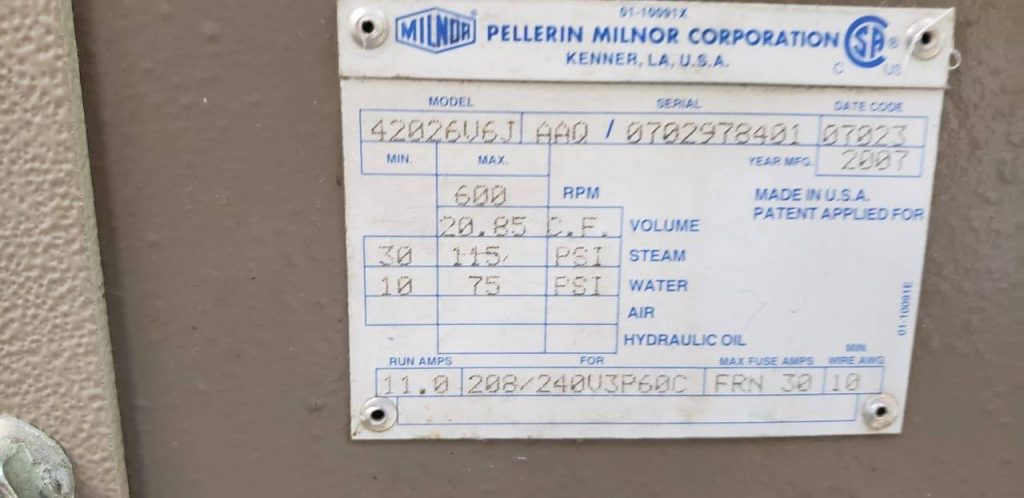 01-10091X
MILNOR ® PELLERIN MILNOR CORPORATION SA ®
KENNER, LA, U.S.A. C US
MODEL SERIAL DATE CODE
42026V6J AAQ / 0702978401 07023
MIN. MAX. YEAR MFG. 2007
600 RPM MADE IN U.S.A.
20.85 C.F. VOLUME PATENT APPLIED FOR
30 115 PSI STEAM
10 75 PSI WATER
AIR
HYDRAULIC OIL
01-10091E
RUN AMPS FOR MAX FUSE AMPS MIN. WIRE AWG
11.0 208/240V3P60C FRN 30 10